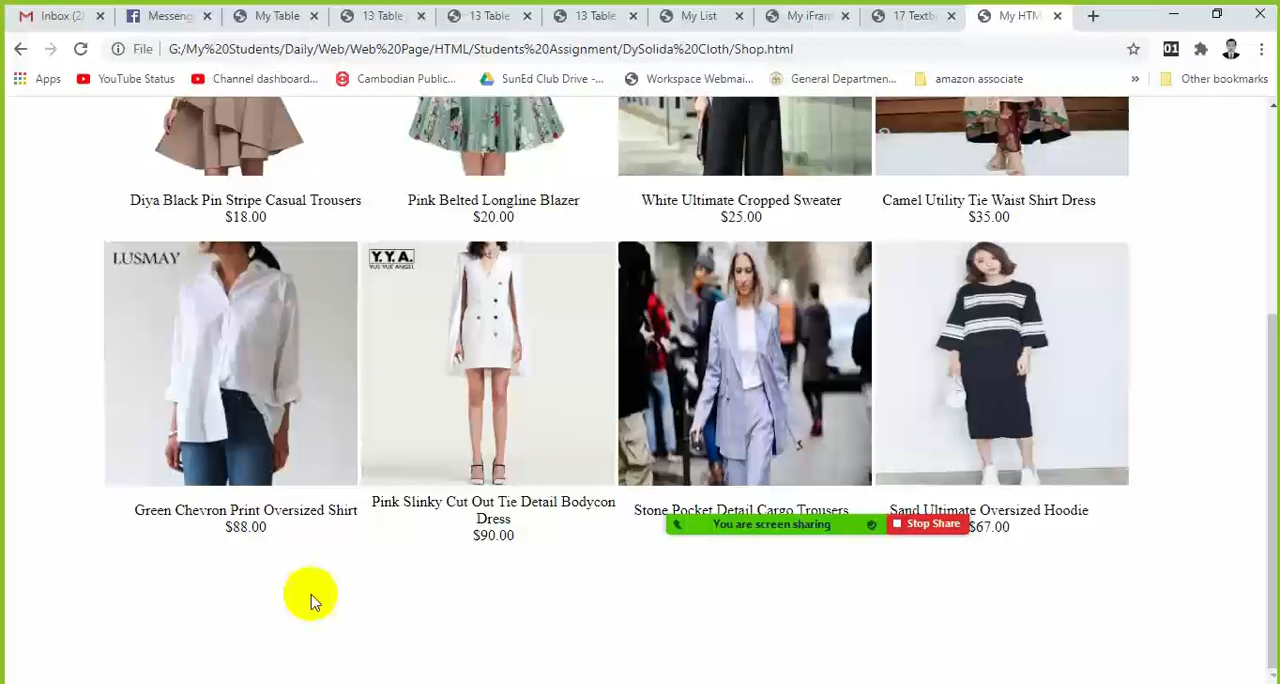 Inbox (2)
Messeng
My Table
13 Table
13 Table
13 Table
My List
My iFram
17 Textb
My HTM
File
G:/My%20Students/Daily/Web/Web%20Page/HTML/Students%20Assignment/DySolida%20Cloth/Shop.html
01
Apps
YouTube Status
Channel dashboard...
Cambodian Public...
SunEd Club Drive -...
Workspace Webmai...
General Departmen...
amazon associate
»
Other bookmarks
Diya Black Pin Stripe Casual Trousers
$18.00
Pink Belted Longline Blazer
$20.00
White Ultimate Cropped Sweater
$25.00
Camel Utility Tie Waist Shirt Dress
$35.00
LUSMAY
Y.Y.A.
YUE YUE ANGEL
Green Chevron Print Oversized Shirt
$88.00
Pink Slinky Cut Out Tie Detail Bodycon
Dress
$90.00
Stone Pocket Detail Cargo Trousers
Sand Ultimate Oversized Hoodie
$67.00
You are screen sharing
Stop Share